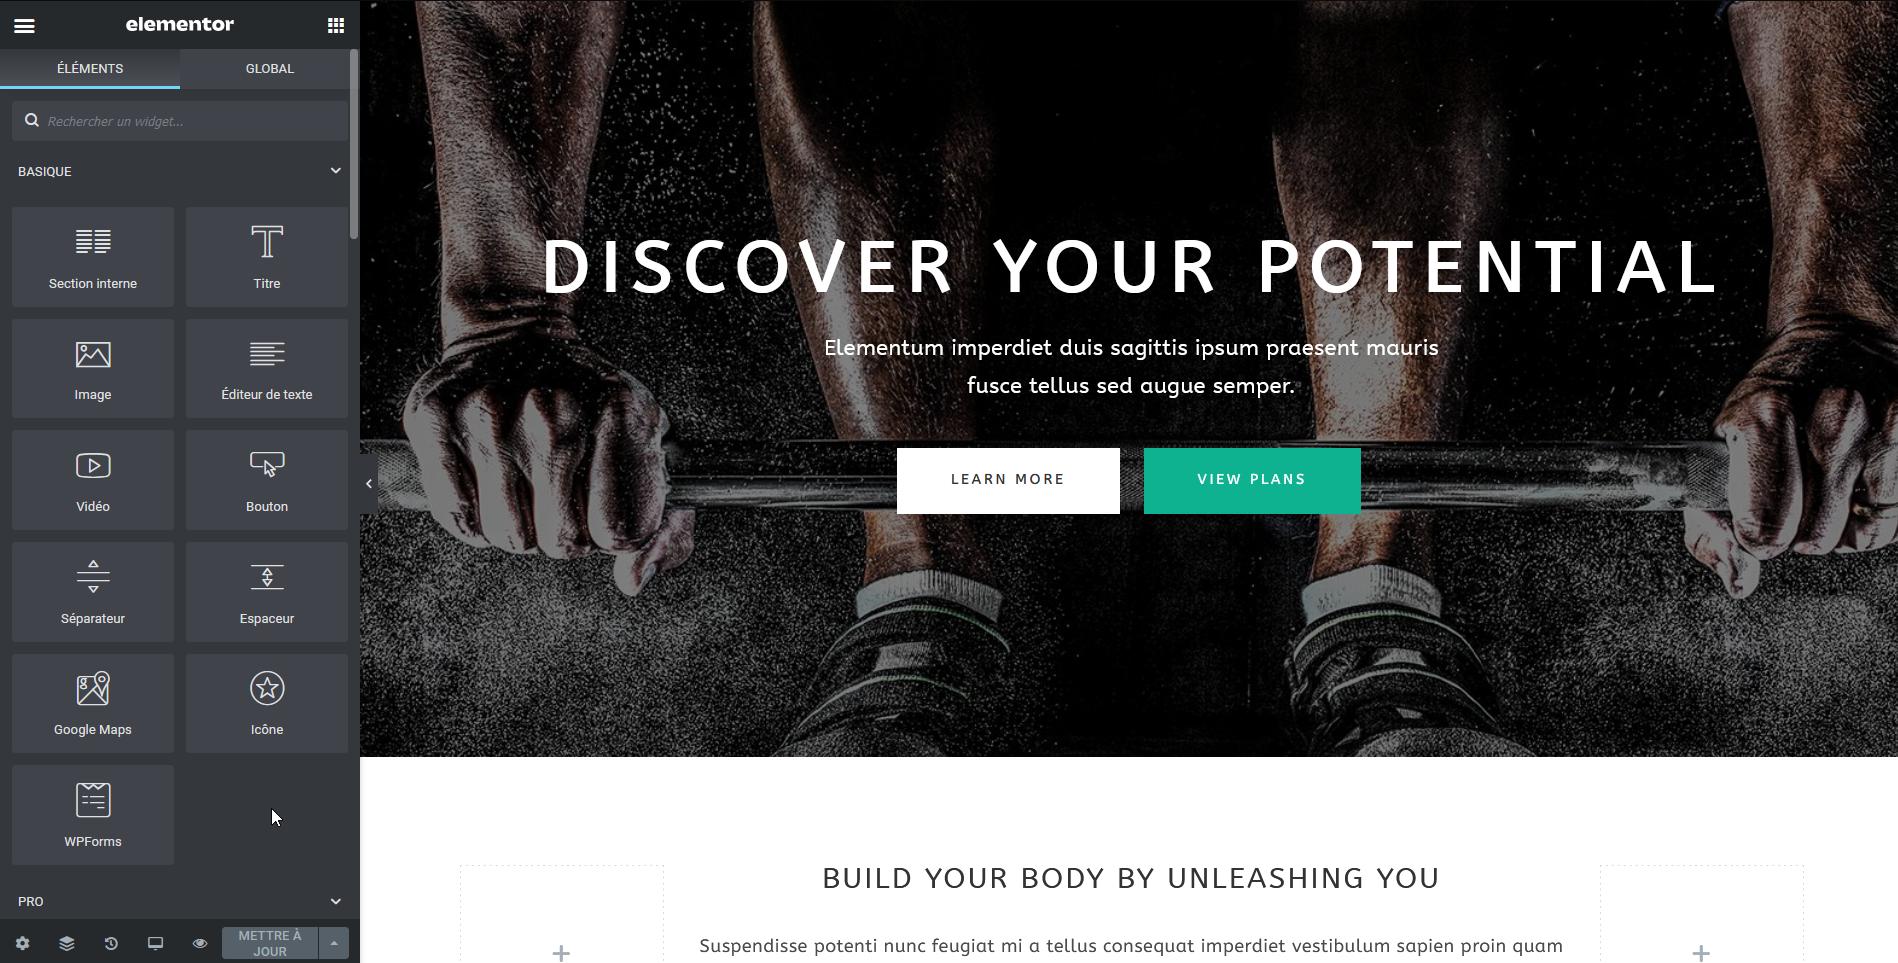 elementor
ÉLÉMENTS
GLOBAL
Rechercher un widget...
BASIQUE
Section interne
Titre
Image
Éditeur de texte
Vidéo
Bouton
Séparateur
Espaceur
Google Maps
Icône
WPForms
PRO
METTRE À
JOUR
DISCOVER YOUR POTENTIAL
Elementum imperdiet duis sagittis ipsum praesent mauris
fusce tellus sed augue semper.
LEARN MORE
VIEW PLANS
BUILD YOUR BODY BY UNLEASHING YOU
Suspendisse potenti nunc feugiat mi a tellus consequat imperdiet vestibulum sapien proin quam